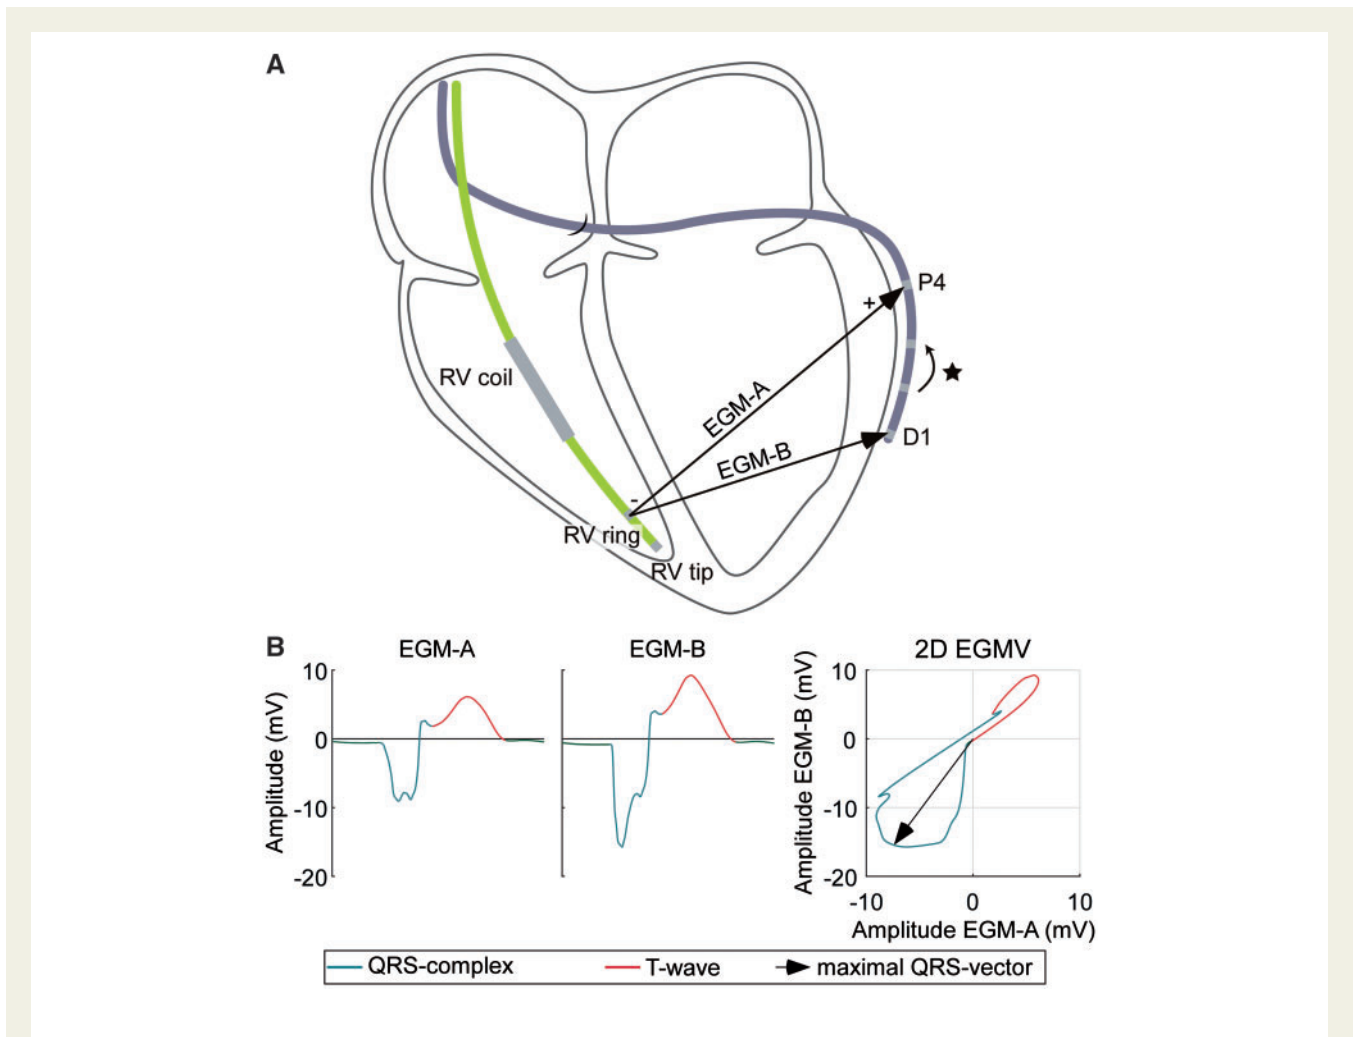 A
P4
+
RV coil
EGM-A
D1
EGM-B
-
RV ring
RV tip
B
EGM-A
EGM-B
2D EGMV
Amplitude (mV)
10
0
-10
-20
Amplitude EGM-B (mV)
10
0
-10
-20
-10 0 10
Amplitude EGM-A (mV)
QRS-complex T-wave maximal QRS-vector